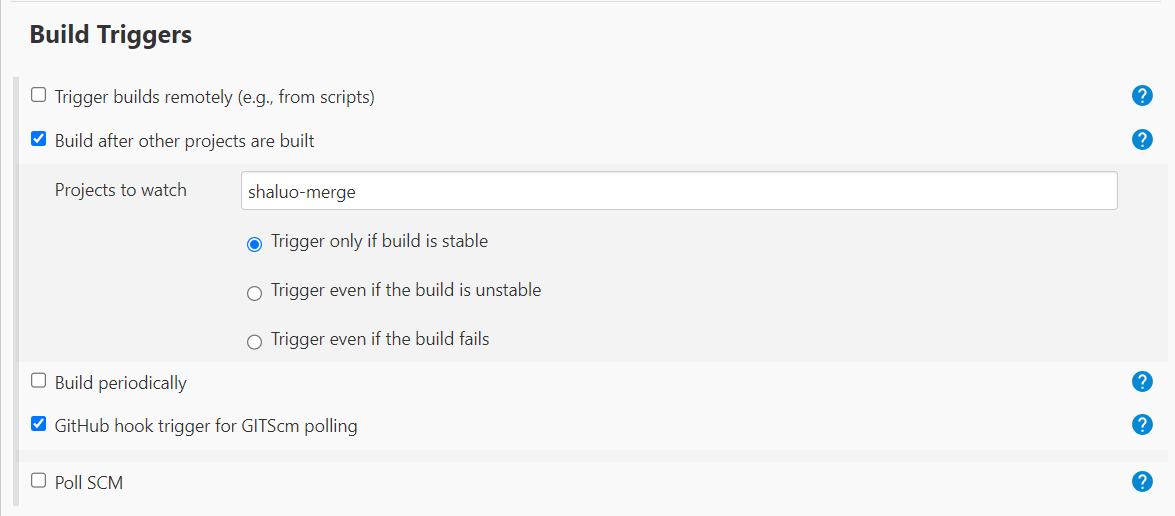 Build Triggers
Trigger builds remotely (e.g., from scripts)
?
Build after other projects are built
?
Projects to watch
shaluo-merge
Trigger only if build is stable
Trigger even if the build is unstable
Trigger even if the build fails
Build periodically
?
GitHub hook trigger for GITScm polling
?
Poll SCM
?